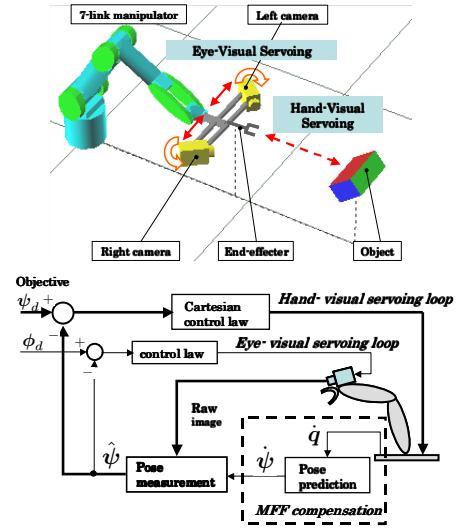 7-link manipulator
Left camera
Eye-Visual Servoing
Hand-Visual
Servoing
Right camera
End-effecter
Object
Objective
ψ_d +
−
Cartesian
control law
Hand- visual servoing loop
ϕ_d
+
−
control law
Eye- visual servoing loop
Raw
image
q̇
ψ̂
Pose
measurement
ψ̇
Pose
prediction
MFF compensation